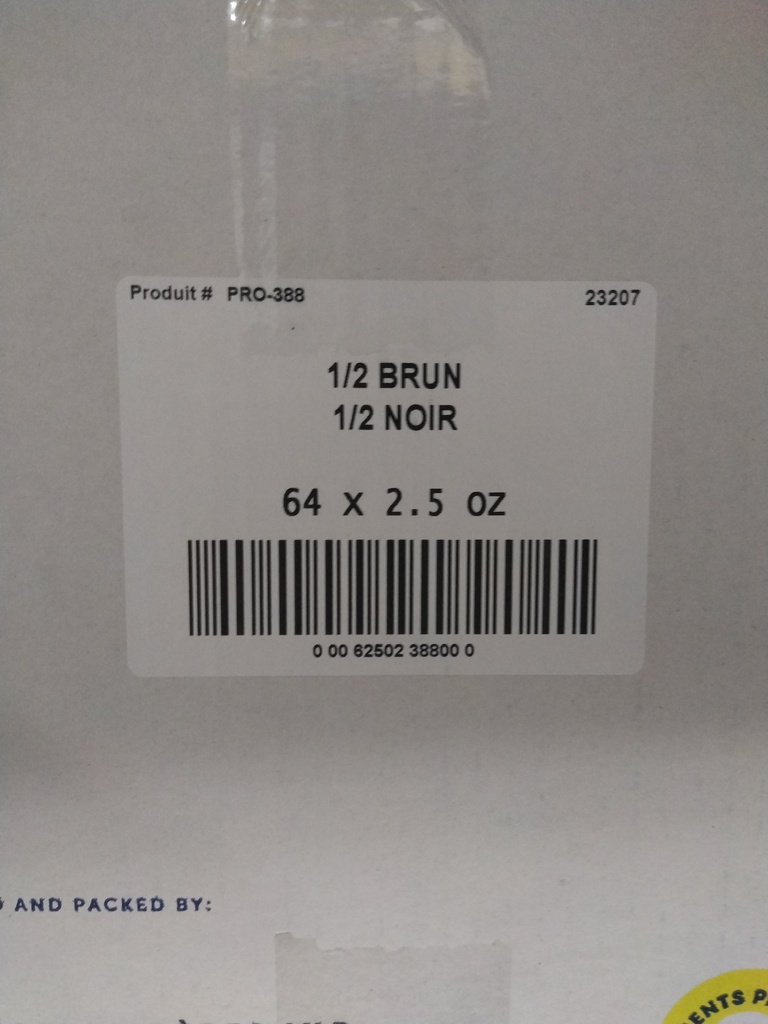 Produit # PRO-388 23207
1/2 BRUN
1/2 NOIR
64 x 2.5 oz
0 00 62502 38800 0
AND PACKED BY: